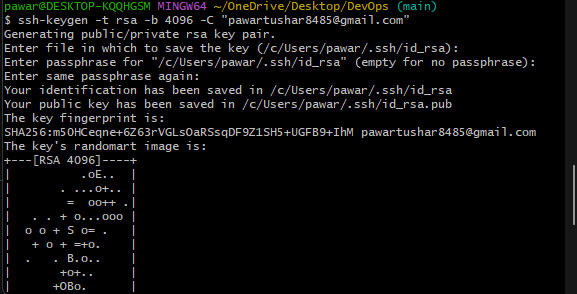 pawar@DESKTOP-KQQHGSM MINGW64 ~/OneDrive/Desktop/DevOps (main)
$ ssh-keygen -t rsa -b 4096 -C "pawartushar8485@gmail.com"
Generating public/private rsa key pair.
Enter file in which to save the key (/c/Users/pawar/.ssh/id_rsa):
Enter passphrase for "/c/Users/pawar/.ssh/id_rsa" (empty for no passphrase):
Enter same passphrase again:
Your identification has been saved in /c/Users/pawar/.ssh/id_rsa
Your public key has been saved in /c/Users/pawar/.ssh/id_rsa.pub
The key fingerprint is:
SHA256:m5OHCeqne+6Z63rVGLsOaRSsqDF9Z1SH5+UGFB9+IhM pawartushar8485@gmail.com
The key's randomart image is:
+---[RSA 4096]----+
|          .oE..  |
|       . ...o+.. |
|        =  oo++ .|
|   . . + o...ooo |
|  o o + S o= .   |
|   + o + =+o.    |
|  .   . B.o..    |
|       +o+..     |
|      +OBo.      |